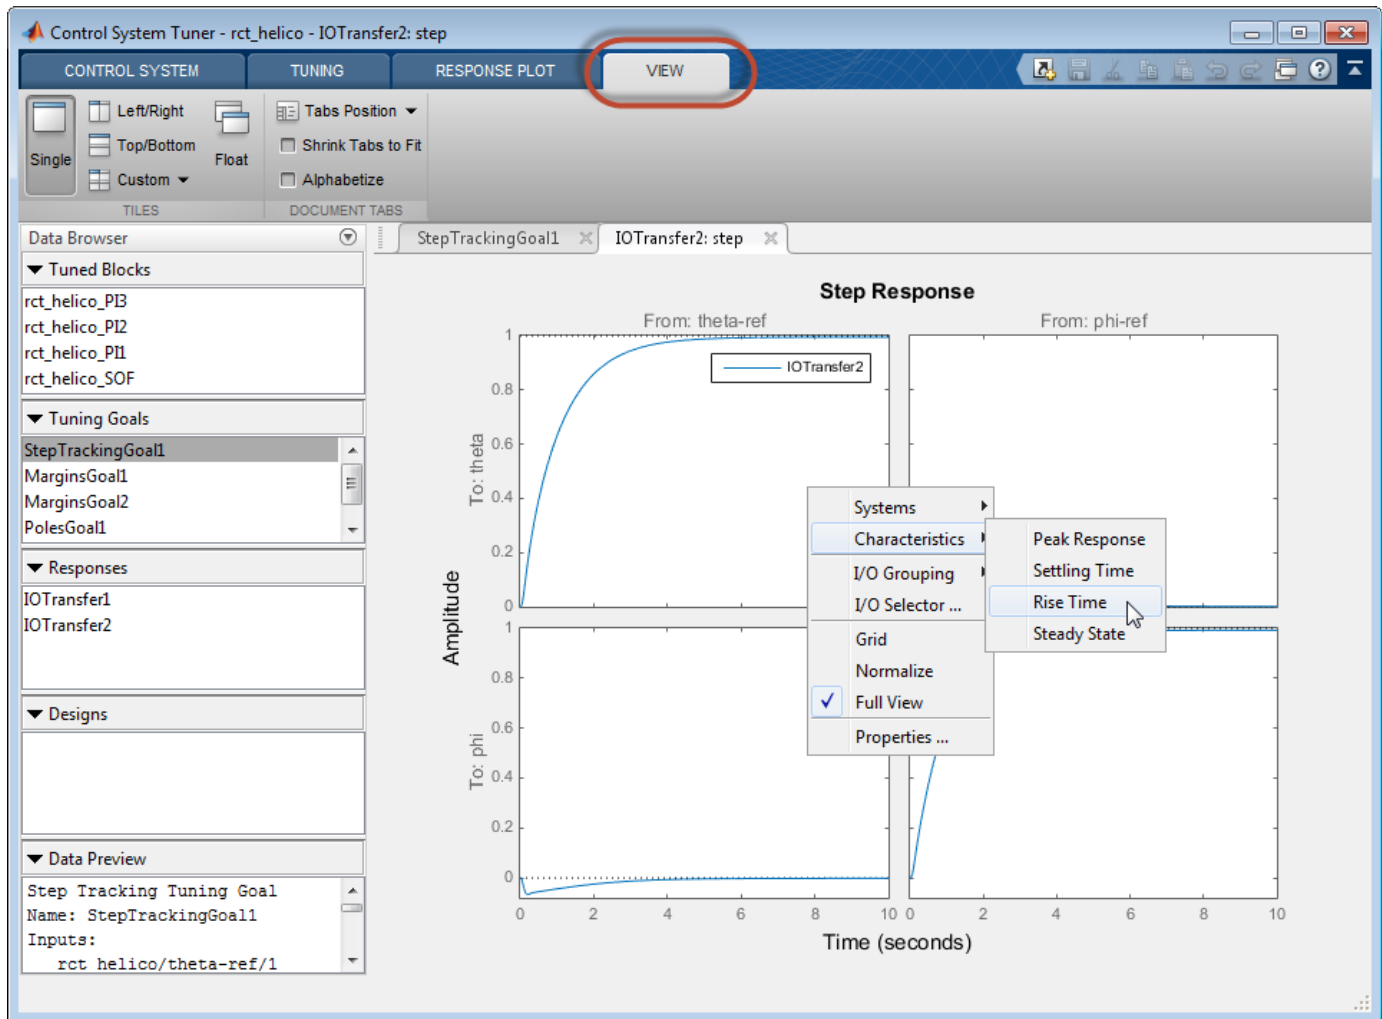 Control System Tuner - rct_helico - IOTransfer2: step
CONTROL SYSTEM TUNING RESPONSE PLOT VIEW
Single
Left/Right
Top/Bottom
Custom
Float
TILES
Tabs Position
Shrink Tabs to Fit
Alphabetize
DOCUMENT TABS
Data Browser
Tuned Blocks
rct_helico_PI3
rct_helico_PI2
rct_helico_PI1
rct_helico_SOF
Tuning Goals
StepTrackingGoal1
MarginsGoal1
MarginsGoal2
PolesGoal1
Responses
IOTransfer1
IOTransfer2
Designs
Data Preview
Step Tracking Tuning Goal
Name: StepTrackingGoal1
Inputs:
rct_helico/theta-ref/1
StepTrackingGoal1 IOTransfer2: step
Step Response
From: theta-ref From: phi-ref
IOTransfer2
To: theta
1
0.8
0.6
0.4
0.2
0
Amplitude
To: phi
1
0.8
0.6
0.4
0.2
0
0 2 4 6 8 10 0 2 4 6 8 10
Time (seconds)
Systems
Characteristics
I/O Grouping
I/O Selector ...
Grid
Normalize
Full View
Properties ...
Peak Response
Settling Time
Rise Time
Steady State